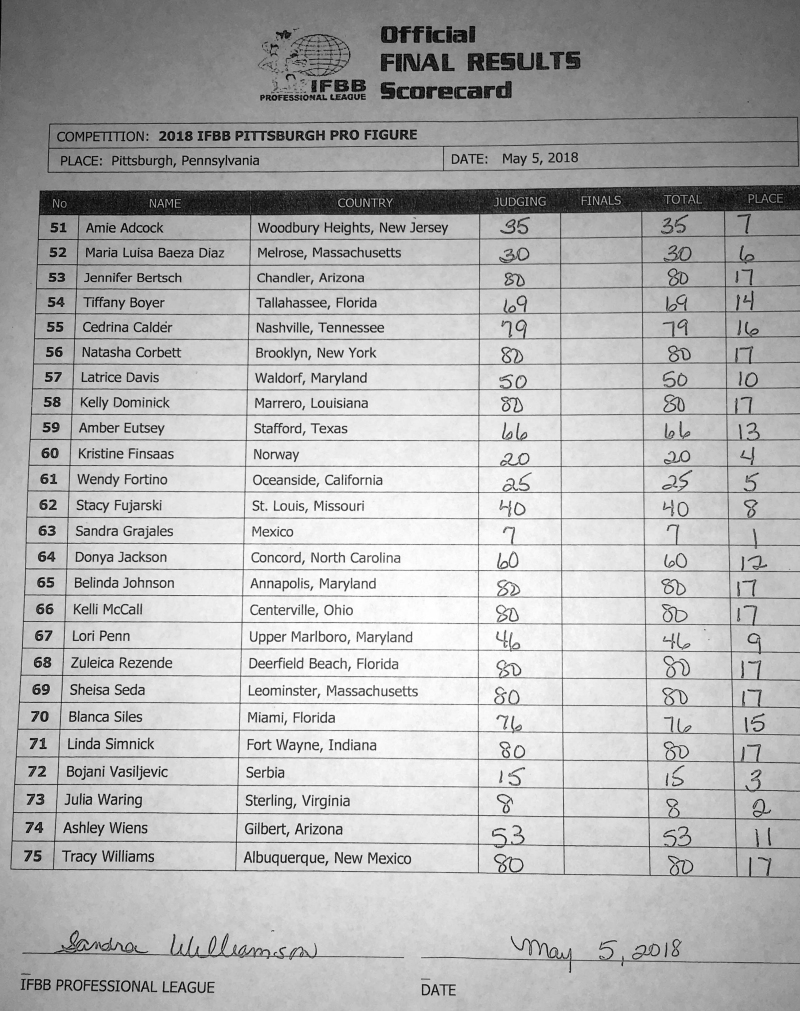 Official
FINAL RESULTS
Scorecard
IFBB
PROFESSIONAL LEAGUE
COMPETITION: 2018 IFBB PITTSBURGH PRO FIGURE
PLACE: Pittsburgh, Pennsylvania DATE: May 5, 2018
No NAME COUNTRY JUDGING FINALS TOTAL PLACE
51 Amie Adcock Woodbury Heights, New Jersey 35 35 7
52 Maria Luisa Baeza Diaz Melrose, Massachusetts 30 30 6
53 Jennifer Bertsch Chandler, Arizona 80 80 17
54 Tiffany Boyer Tallahassee, Florida 69 69 14
55 Cedrina Calder Nashville, Tennessee 79 79 16
56 Natasha Corbett Brooklyn, New York 80 80 17
57 Latrice Davis Waldorf, Maryland 50 50 10
58 Kelly Dominick Marrero, Louisiana 80 80 17
59 Amber Eutsey Stafford, Texas 66 66 13
60 Kristine Finsaas Norway 20 20 4
61 Wendy Fortino Oceanside, California 25 25 5
62 Stacy Fujarski St. Louis, Missouri 40 40 8
63 Sandra Grajales Mexico 7 7 1
64 Donya Jackson Concord, North Carolina 60 60 12
65 Belinda Johnson Annapolis, Maryland 80 80 17
66 Kelli McCall Centerville, Ohio 80 80 17
67 Lori Penn Upper Marlboro, Maryland 46 46 9
68 Zuleica Rezende Deerfield Beach, Florida 80 80 17
69 Sheisa Seda Leominster, Massachusetts 80 80 17
70 Blanca Siles Miami, Florida 76 76 15
71 Linda Simnick Fort Wayne, Indiana 80 80 17
72 Bojani Vasiljevic Serbia 15 15 3
73 Julia Waring Sterling, Virginia 8 8 2
74 Ashley Wiens Gilbert, Arizona 53 53 11
75 Tracy Williams Albuquerque, New Mexico 80 80 17
Sandra Williamson May 5, 2018
IFBB PROFESSIONAL LEAGUE DATE